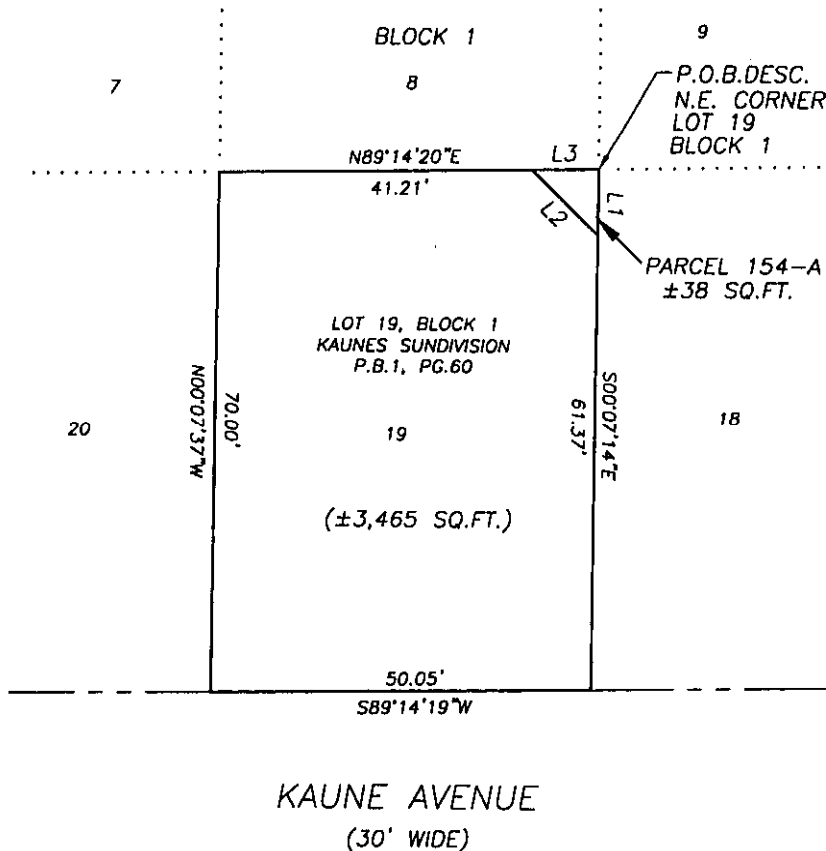 BLOCK 1
9
7
8
P.O.B.DESC.
N.E. CORNER
LOT 19
BLOCK 1
N89°14'20"E
L3
41.21'
L1
L2
PARCEL 154-A
±38 SQ.FT.
LOT 19, BLOCK 1
KAUNES SUNDIVISION
P.B.1, PG.60
N00°07'37"W
70.00'
61.37'
S00°07'14"E
20
19
18
(±3,465 SQ.FT.)
50.05'
S89°14'19"W
KAUNE AVENUE
(30' WIDE)